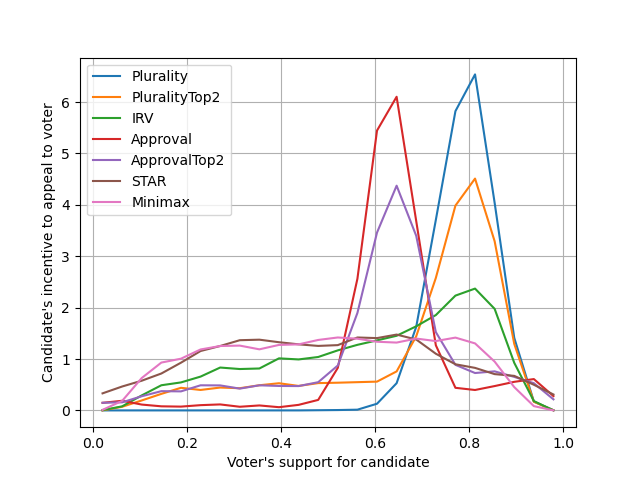 Plurality
PluralityTop2
IRV
Approval
ApprovalTop2
STAR
Minimax
Candidate's incentive to appeal to voter
6
5
4
3
2
1
0
0.0 0.2 0.4 0.6 0.8 1.0
Voter's support for candidate